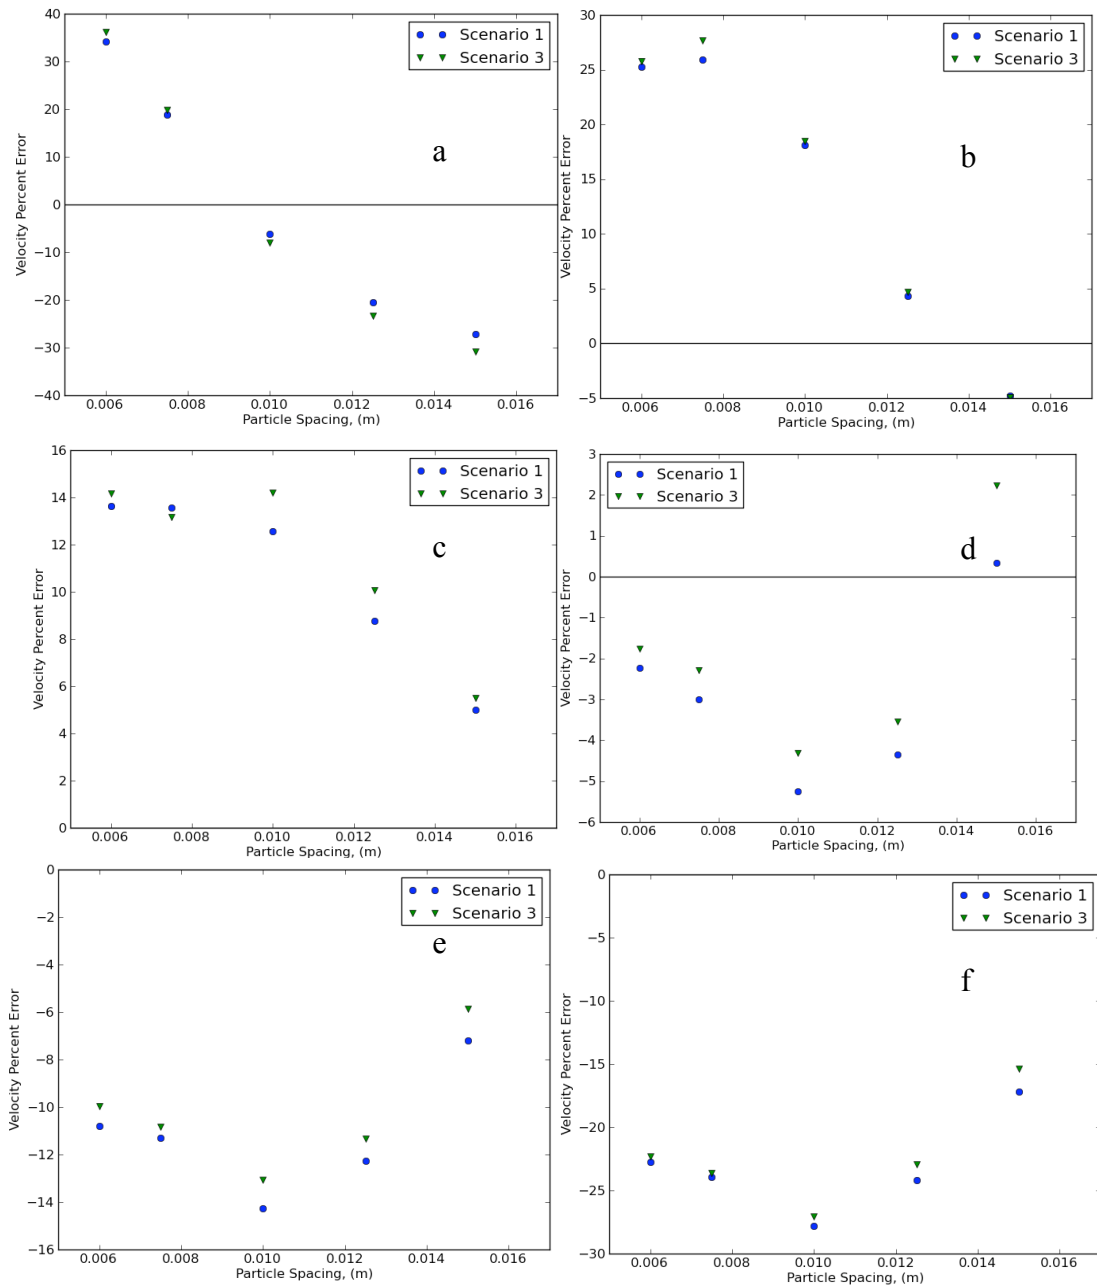 40
30
20
10
0
−10
−20
−30
−40
Velocity Percent Error
Scenario 1
Scenario 3
a
0.006 0.008 0.010 0.012 0.014 0.016
Particle Spacing, (m)
30
25
20
15
10
5
0
−5
Velocity Percent Error
Scenario 1
Scenario 3
b
0.006 0.008 0.010 0.012 0.014 0.016
Particle Spacing, (m)
16
14
12
10
8
6
4
2
0
Velocity Percent Error
Scenario 1
Scenario 3
c
0.006 0.008 0.010 0.012 0.014 0.016
Particle Spacing, (m)
3
2
1
0
−1
−2
−3
−4
−5
−6
Velocity Percent Error
Scenario 1
Scenario 3
d
0.006 0.008 0.010 0.012 0.014 0.016
Particle Spacing, (m)
0
−2
−4
−6
−8
−10
−12
−14
−16
Velocity Percent Error
Scenario 1
Scenario 3
e
0.006 0.008 0.010 0.012 0.014 0.016
Particle Spacing, (m)
0
−5
−10
−15
−20
−25
−30
Velocity Percent Error
Scenario 1
Scenario 3
f
0.006 0.008 0.010 0.012 0.014 0.016
Particle Spacing, (m)